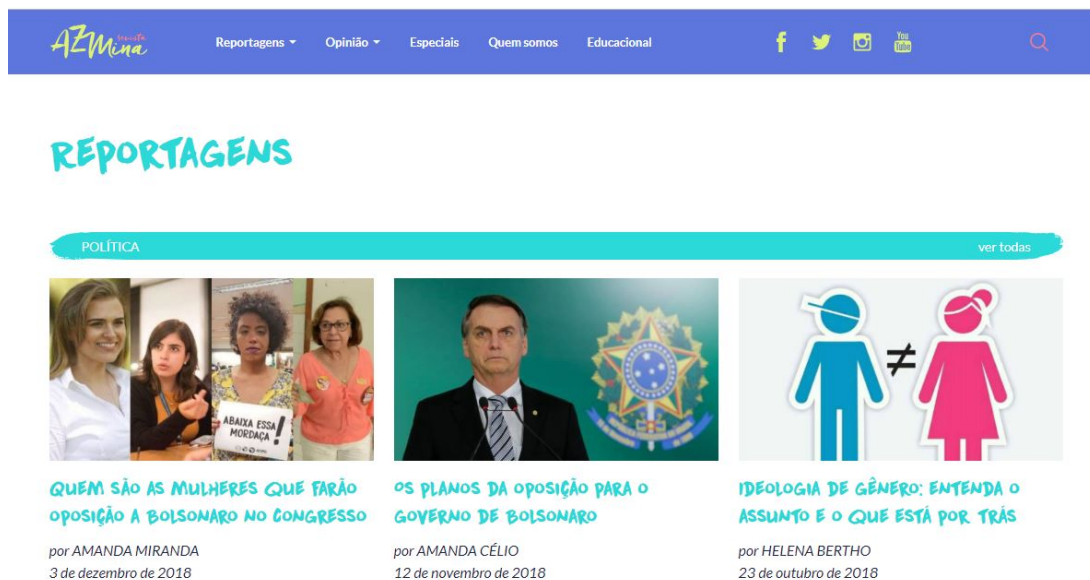 revista
AZMina
Reportagens
Opinião
Especiais
Quem somos
Educacional
You
Tube
REPORTAGENS
POLÍTICA
ver todas
ABAIXA ESSA
MORDAÇA
!
QUEM SÃO AS MULHERES QUE FARÃO
OPOSIÇÃO A BOLSONARO NO CONGRESSO
por AMANDA MIRANDA
3 de dezembro de 2018
OS PLANOS DA OPOSIÇÃO PARA O
GOVERNO DE BOLSONARO
por AMANDA CÉLIO
12 de novembro de 2018
IDEOLOGIA DE GÊNERO: ENTENDA O
ASSUNTO E O QUE ESTÁ POR TRÁS
por HELENA BERTHO
23 de outubro de 2018